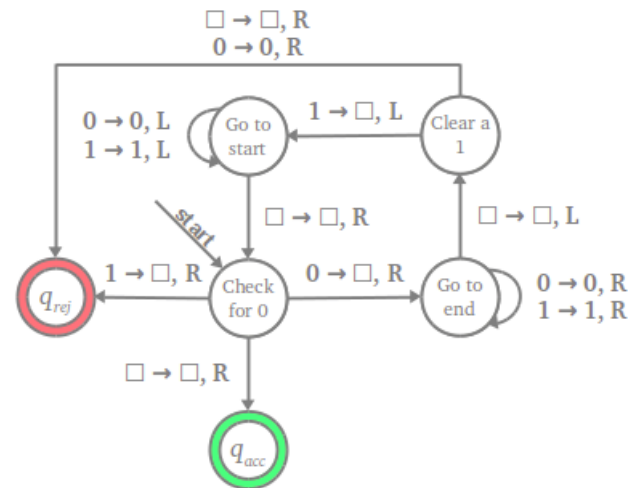 □ → □, R
0 → 0, R
0 → 0, L
1 → 1, L
Go to
start
1 → □, L
Clear a
1
start
□ → □, R
□ → □, L
q_rej
1 → □, R
Check
for 0
0 → □, R
Go to
end
0 → 0, R
1 → 1, R
□ → □, R
q_acc